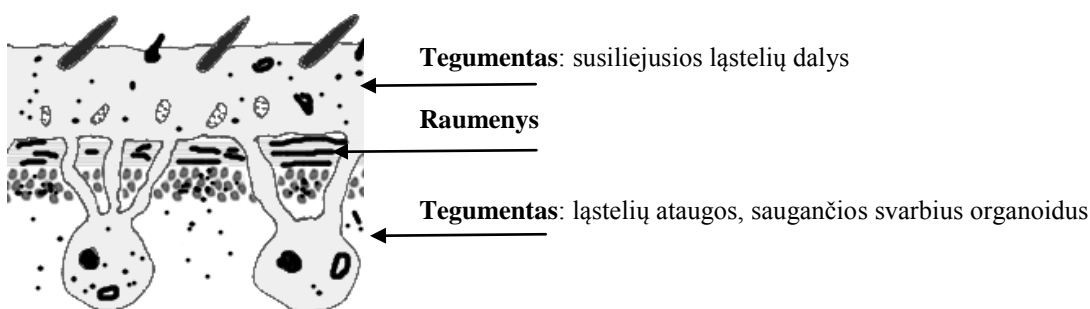 Tegumentas: susiliejusios ląstelių dalys
Raumenys
Tegumentas: ląstelių ataugos, saugančios svarbius organoidus